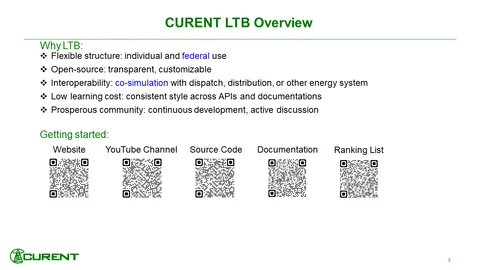 CURENT LTB Overview
Why LTB:
❖ Flexible structure: individual and federal use
❖ Open-source: transparent, customizable
❖ Interoperability: co-simulation with dispatch, distribution, or other energy system
❖ Low learning cost: consistent style across APIs and documentations
❖ Prosperous community: continuous development, active discussion
Getting started:
Website YouTube Channel Source Code Documentation Ranking List
CURENT